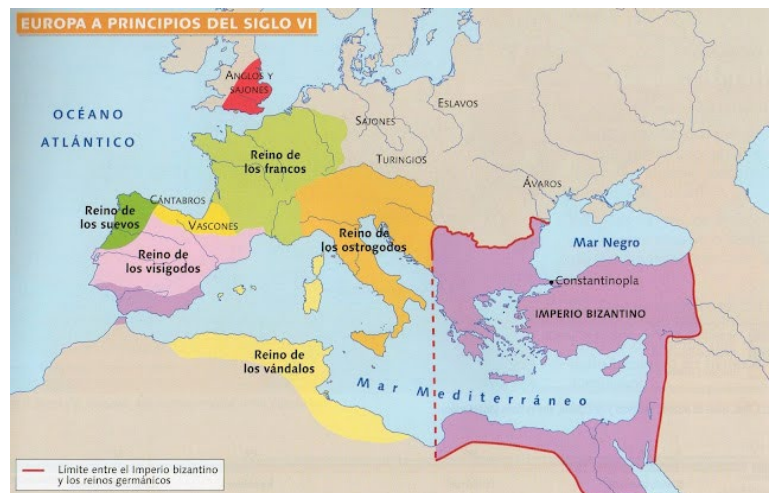 EUROPA A PRINCIPIOS DEL SIGLO VI
ANGLOS Y
SAJONES
OCÉANO
ATLÁNTICO
ESLAVOS
SAJONES
TURINGIOS
Reino de
los francos
ÁVAROS
CÁNTABROS
Reino de
los suevos
VASCONES
Reino de
los ostrogodos
Mar Negro
Reino de
los visigodos
Constantinopla
IMPERIO BIZANTINO
Reino de
los vándalos
Mar Mediterráneo
Límite entre el Imperio bizantino
y los reinos germánicos